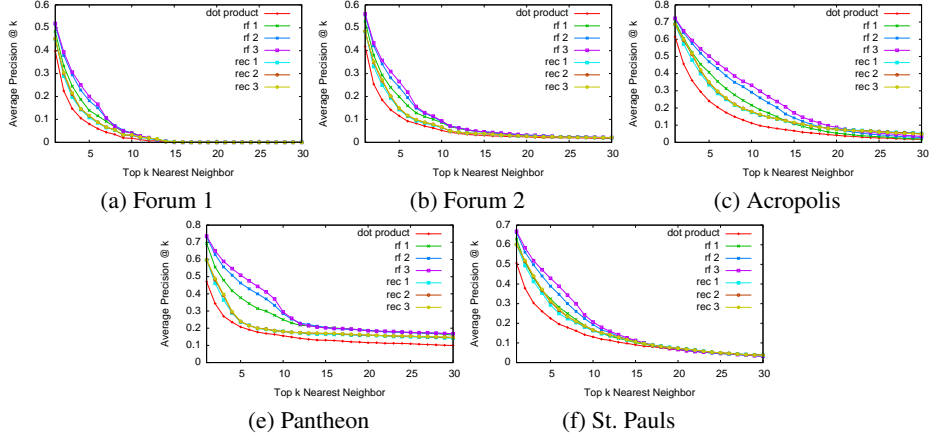 0.6
0.5
0.4
0.3
0.2
0.1
0
Average Precision @ k
dot product
rf 1
rf 2
rf 3
rec 1
rec 2
rec 3
5 10 15 20 25 30
Top k Nearest Neighbor
(a) Forum 1
0.6
0.5
0.4
0.3
0.2
0.1
0
Average Precision @ k
dot product
rf 1
rf 2
rf 3
rec 1
rec 2
rec 3
5 10 15 20 25 30
Top k Nearest Neighbor
(b) Forum 2
0.8
0.7
0.6
0.5
0.4
0.3
0.2
0.1
0
Average Precision @ k
dot product
rf 1
rf 2
rf 3
rec 1
rec 2
rec 3
5 10 15 20 25 30
Top k Nearest Neighbor
(c) Acropolis
0.8
0.7
0.6
0.5
0.4
0.3
0.2
0.1
0
Average Precision @ k
dot product
rf 1
rf 2
rf 3
rec 1
rec 2
rec 3
5 10 15 20 25 30
Top k Nearest Neighbor
(e) Pantheon
0.7
0.6
0.5
0.4
0.3
0.2
0.1
0
Average Precision @ k
dot product
rf 1
rf 2
rf 3
rec 1
rec 2
rec 3
5 10 15 20 25 30
Top k Nearest Neighbor
(f) St. Pauls